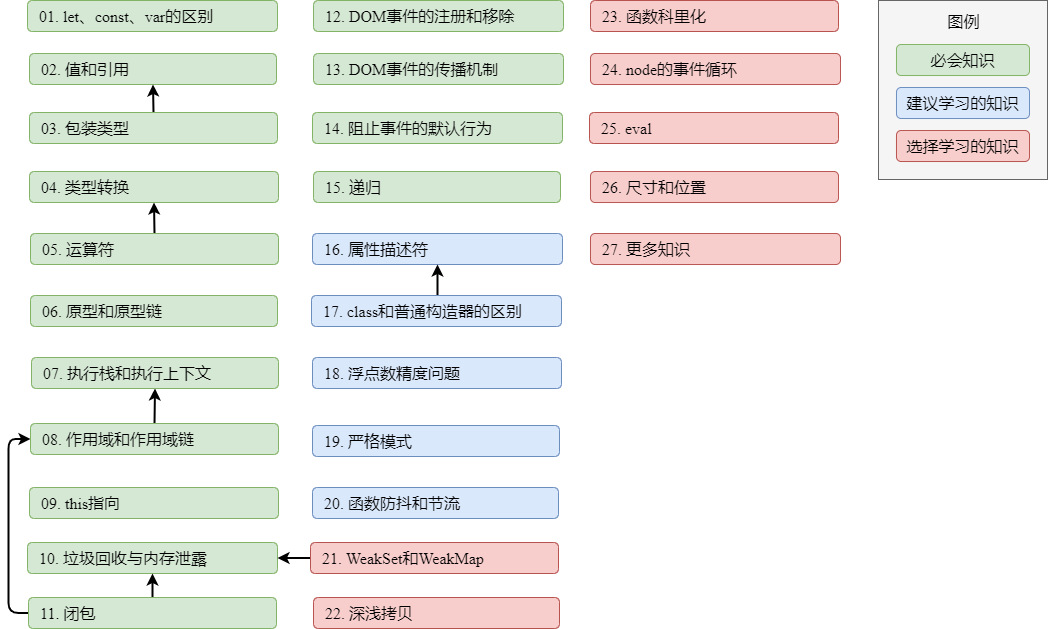 01. let、const、var的区别
02. 值和引用
03. 包装类型
04. 类型转换
05. 运算符
06. 原型和原型链
07. 执行栈和执行上下文
08. 作用域和作用域链
09. this指向
10. 垃圾回收与内存泄露
11. 闭包
12. DOM事件的注册和移除
13. DOM事件的传播机制
14. 阻止事件的默认行为
15. 递归
16. 属性描述符
17. class和普通构造器的区别
18. 浮点数精度问题
19. 严格模式
20. 函数防抖和节流
21. WeakSet和WeakMap
22. 深浅拷贝
23. 函数科里化
24. node的事件循环
25. eval
26. 尺寸和位置
27. 更多知识
图例
必会知识
建议学习的知识
选择学习的知识